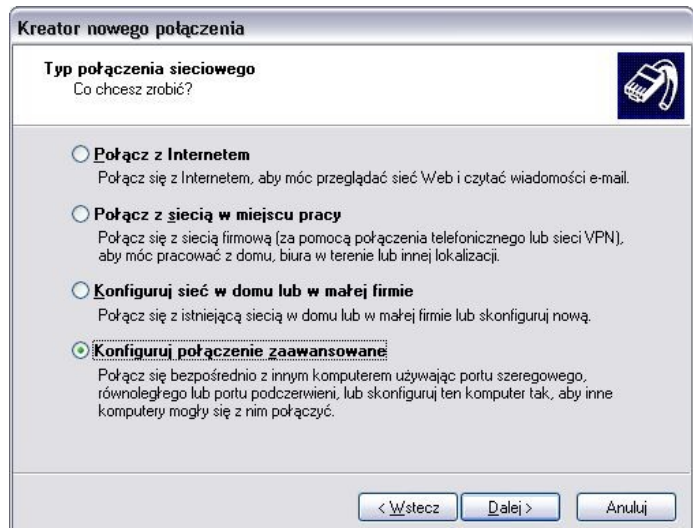 Kreator nowego połączenia
Typ połączenia sieciowego
Co chcesz zrobić?
Połącz z Internetem
Połącz się z Internetem, aby móc przeglądać sieć Web i czytać wiadomości e-mail.
Połącz z siecią w miejscu pracy
Połącz się z siecią firmową (za pomocą połączenia telefonicznego lub sieci VPN),
aby móc pracować z domu, biura w terenie lub innej lokalizacji.
Konfiguruj sieć w domu lub w małej firmie
Połącz się z istniejącą siecią w domu lub w małej firmie lub skonfiguruj nową.
Konfiguruj połączenie zaawansowane
Połącz się bezpośrednio z innym komputerem używając portu szeregowego,
równoległego lub portu podczerwieni, lub skonfiguruj ten komputer tak, aby inne
komputery mogły się z nim połączyć.
< Wstecz Dalej > Anuluj